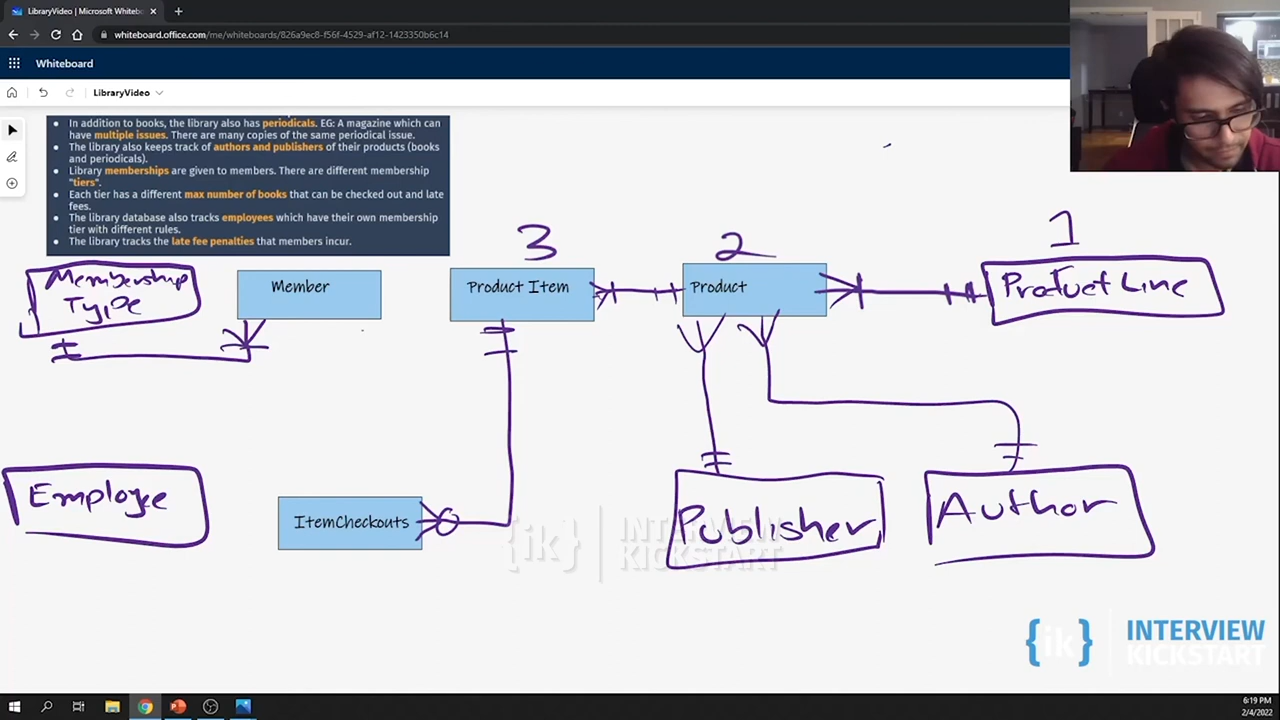 LibraryVideo | Microsoft Whiteb
whiteboard.office.com/me/whiteboards/826a9ec8-f56f-4529-af12-1423350b6c14
Whiteboard
LibraryVideo
• In addition to books, the library also has periodicals. EG: A magazine which can
have multiple issues. There are many copies of the same periodical issue.
• The library also keeps track of authors and publishers of their products (books
and periodicals).
• Library memberships are given to members. There are different membership
"tiers".
• Each tier has a different max number of books that can be checked out and late
fees.
• The library database also tracks employees which have their own membership
tier with different rules.
• The library tracks the late fee penalties that members incur.
3
2
1
Membership
Type
Member
Product Item
Product
Product Line
Employee
ItemCheckouts
Publisher
Author
{ik} INTERVIEW
KICKSTART
{ik} INTERVIEW
KICKSTART
6:19 PM
2/4/2022